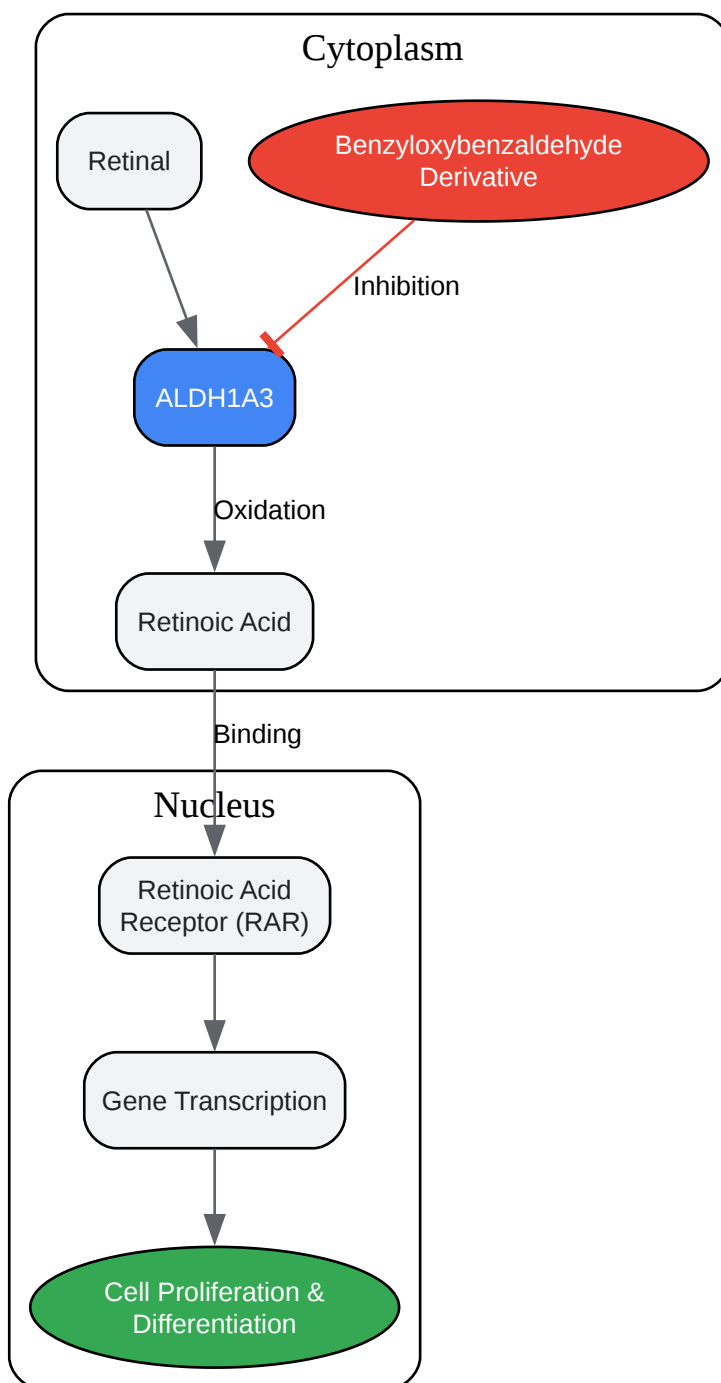 Cytoplasm
Retinal
Benzyloxybenzaldehyde
Derivative
Inhibition
ALDH1A3
Oxidation
Retinoic Acid
Binding
Nucleus
Retinoic Acid
Receptor (RAR)
Gene Transcription
Cell Proliferation &
Differentiation